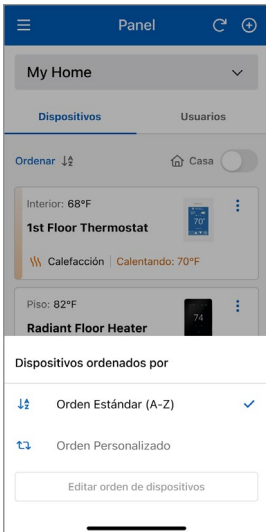 Panel
My Home
Dispositivos
Usuarios
Ordenar
Casa
Interior: 68°F
1st Floor Thermostat
70°
Calefacción | Calentando: 70°F
Piso: 82°F
Radiant Floor Heater
74
Dispositivos ordenados por
Orden Estándar (A-Z)
Orden Personalizado
Editar orden de dispositivos